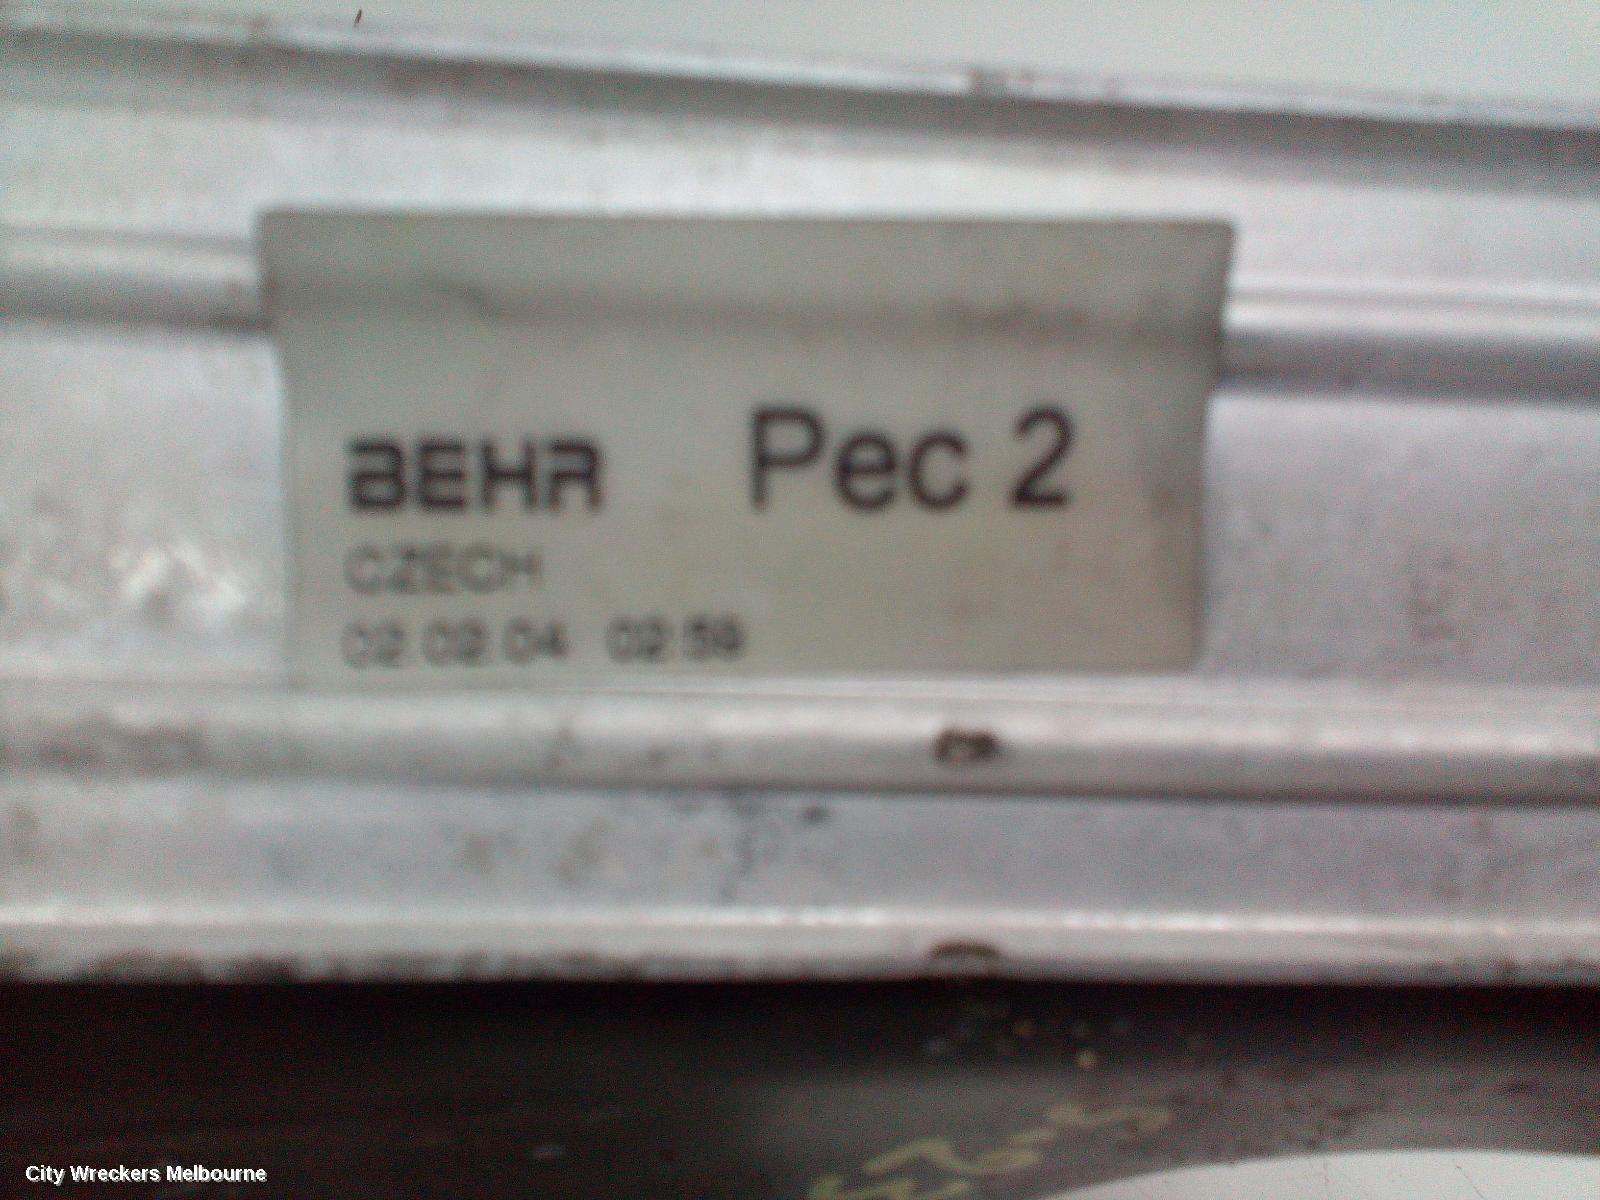 BEHR Pec 2
CZECH
02.02.04 02:59
City Wreckers Melbourne